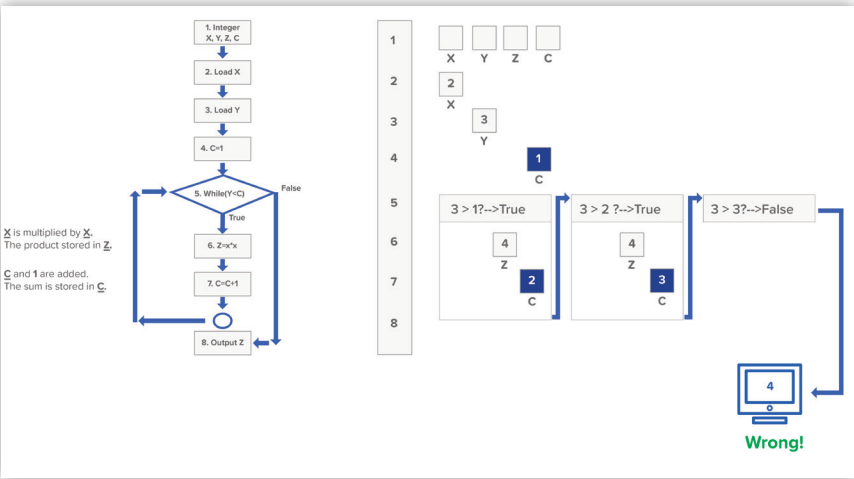 1. Integer
X, Y, Z, C
2. Load X
3. Load Y
4. C=1
5. While(Y<C)
False
True
6. Z=x*x
7. C=C+1
8. Output Z
X is multiplied by X.
The product stored in Z.
C and 1 are added.
The sum is stored in C.
1
X Y Z C
2
2
X
3
3
Y
4
1
C
5
3 > 1?-->True
3 > 2 ?-->True
3 > 3?-->False
6
4
Z
4
Z
7
2
C
3
C
8
4
Wrong!